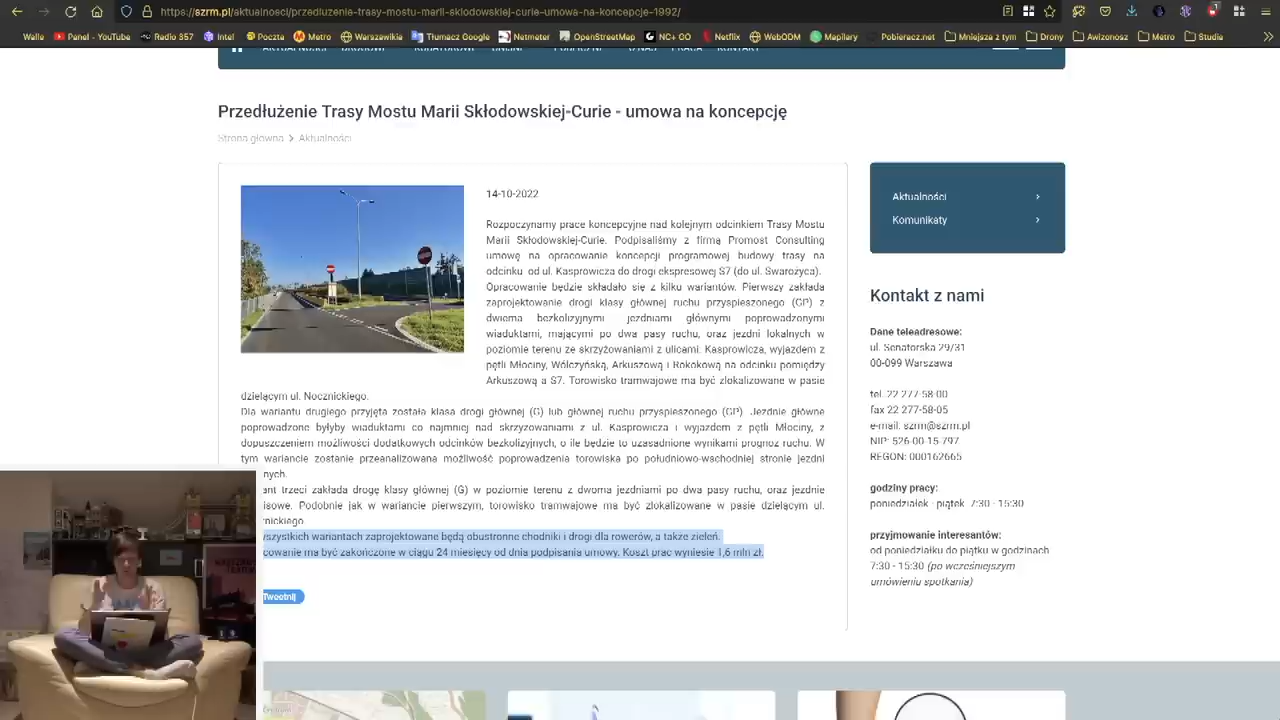 https://szrm.pl/aktualnosci/przedluzenie-trasy-mostu-marii-sklodowskiej-curie-umowa-na-koncepcje-1992/
Walle Panel - YouTube Radio 357 Intel Poczta Metro Warszawikie Tłumacz Google Netmeter OpenStreetMap NC+ GO Netflix WebODM Mapillary Pobieracz.net Mniejsze z tym Drony Awizonosz Metro Studia
AKTUALNOŚCI O NAS PRACA KONTAKT
Przedłużenie Trasy Mostu Marii Skłodowskiej-Curie - umowa na koncepcję
Strona główna > Aktualności
14-10-2022
Rozpoczynamy prace koncepcyjne nad kolejnym odcinkiem Trasy Mostu
Marii Skłodowskiej-Curie. Podpisaliśmy z firmą Promost Consulting
umowę na opracowanie koncepcji programowej budowy trasy na
odcinku od ul. Kasprowicza do drogi ekspresowej S7 (do ul. Swarożyca).
Opracowanie będzie składało się z kilku wariantów. Pierwszy zakłada
zaprojektowanie drogi klasy głównej ruchu przyspieszonego (GP) z
dwiema bezkolizyjnymi jezdniami głównymi poprowadzonymi
wiaduktami, mającymi po dwa pasy ruchu, oraz jezdni lokalnych w
poziomie terenu ze skrzyżowaniami z ulicami: Kasprowicza, wyjazdem z
pętli Młociny, Wólczyńską, Arkuszową i Rokokową na odcinku pomiędzy
Arkuszową a S7. Torowisko tramwajowe ma być zlokalizowane w pasie
dzielącym ul. Nocznickiego.
Dla wariantu drugiego przyjęta została klasa drogi głównej (G) lub głównej ruchu przyspieszonego (GP). Jezdnie główne
poprowadzone byłyby wiaduktami co najmniej nad skrzyżowaniami z ul. Kasprowicza i wyjazdem z pętli Młociny, z
dopuszczeniem możliwości dodatkowych odcinków bezkolizyjnych, o ile będzie to uzasadnione wynikami prognoz ruchu. W
tym wariancie zostanie przeanalizowana możliwość poprowadzenia torowiska po południowo-wschodniej stronie jezdni
nych.
ant trzeci zakłada drogę klasy głównej (G) w poziomie terenu z dwoma jezdniami po dwa pasy ruchu, oraz jezdnie
isowe. Podobnie jak w wariancie pierwszym, torowisko tramwajowe ma być zlokalizowane w pasie dzielącym ul.
nickiego.
szystkich wariantach zaprojektowane będą obustronne chodniki i drogi dla rowerów, a także zieleń.
cowanie ma być zakończone w ciągu 24 miesięcy od dnia podpisania umowy. Koszt prac wyniesie 1,6 mln zł.
Tweetnij
Aktualności
Komunikaty
Kontakt z nami
Dane teleadresowe:
ul. Senatorska 29/31
00-099 Warszawa
tel. 22 277-58-00
fax 22 277-58-05
e-mail: szrm@szrm.pl
NIP: 526-00-15-797
REGON: 000162665
godziny pracy:
poniedziałek - piątek 7:30 - 15:30
przyjmowanie interesantów:
od poniedziałku do piątku w godzinach
7:30 - 15:30 (po wcześniejszym
umówieniu spotkania)